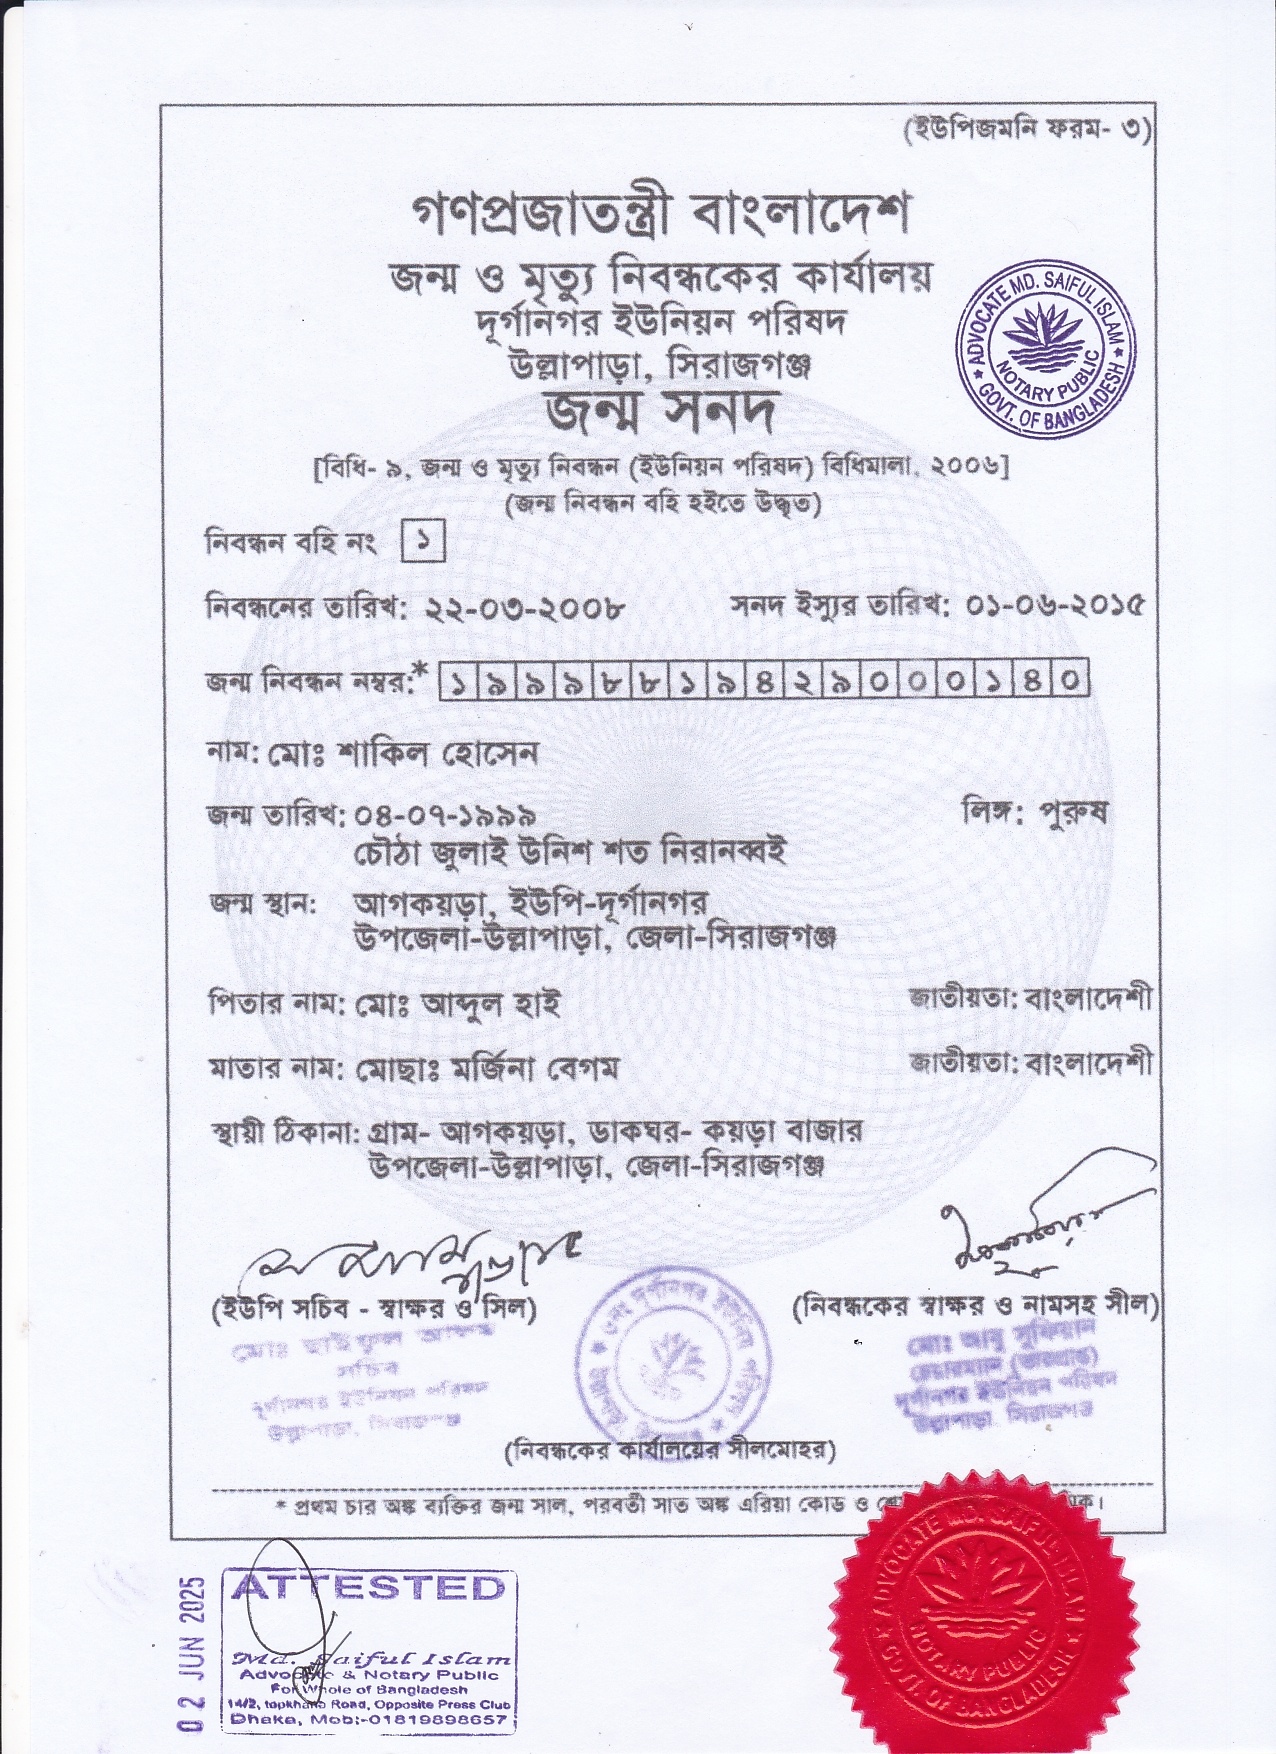 (ইউপিজমনি ফরম- ৩)
গণপ্রজাতন্ত্রী বাংলাদেশ
জন্ম ও মৃত্যু নিবন্ধকের কার্যালয়
দূর্গানগর ইউনিয়ন পরিষদ
উল্লাপাড়া, সিরাজগঞ্জ
জন্ম সনদ
ADVOCATE MD. SAIFUL ISLAM
NOTARY PUBLIC
GOVT. OF BANGLADESH
[বিধি- ৯, জন্ম ও মৃত্যু নিবন্ধন (ইউনিয়ন পরিষদ) বিধিমালা, ২০০৬]
(জন্ম নিবন্ধন বহি হইতে উদ্ধৃত)
নিবন্ধন বহি নং ১
নিবন্ধনের তারিখ: ২২-০৩-২০০৮ সনদ ইস্যুর তারিখ: ০১-০৬-২০১৫
জন্ম নিবন্ধন নম্বর:* ১৯৯৯৮৮১৯৪২৯০০০১৪০
নাম: মোঃ শাকিল হোসেন
জন্ম তারিখ: ০৪-০৭-১৯৯৯ লিঙ্গ: পুরুষ
চৌঠা জুলাই উনিশ শত নিরানব্বই
জন্ম স্থান: আগকয়ড়া, ইউপি-দূর্গানগর
উপজেলা-উল্লাপাড়া, জেলা-সিরাজগঞ্জ
পিতার নাম: মোঃ আব্দুল হাই জাতীয়তা: বাংলাদেশী
মাতার নাম: মোছাঃ মর্জিনা বেগম জাতীয়তা: বাংলাদেশী
স্থায়ী ঠিকানা: গ্রাম- আগকয়ড়া, ডাকঘর- কয়ড়া বাজার
উপজেলা-উল্লাপাড়া, জেলা-সিরাজগঞ্জ
(ইউপি সচিব - স্বাক্ষর ও সিল) (নিবন্ধকের স্বাক্ষর ও নামসহ সীল)
মোঃ
সচিব
দূর্গানগর ইউনিয়ন পরিষদ
উল্লাপাড়া, সিরাজগঞ্জ
মোঃ আবু সুফিয়ান
চেয়ারম্যান (ভারপ্রাপ্ত)
দূর্গানগর ইউনিয়ন পরিষদ
উল্লাপাড়া, সিরাজগঞ্জ
(নিবন্ধকের কার্যালয়ের সীলমোহর)
* প্রথম চার অঙ্ক ব্যক্তির জন্ম সাল, পরবর্তী সাত অঙ্ক এরিয়া কোড ও
ADVOCATE MD. SAIFUL ISLAM
NOTARY PUBLIC
GOVT. OF BANGLADESH
02 JUN 2025
ATTESTED
Md. Saiful Islam
Advocate & Notary Public
For Whole of Bangladesh
14/2, topkhana Road, Opposite Press Club
Dhaka, Mob:-01819898657